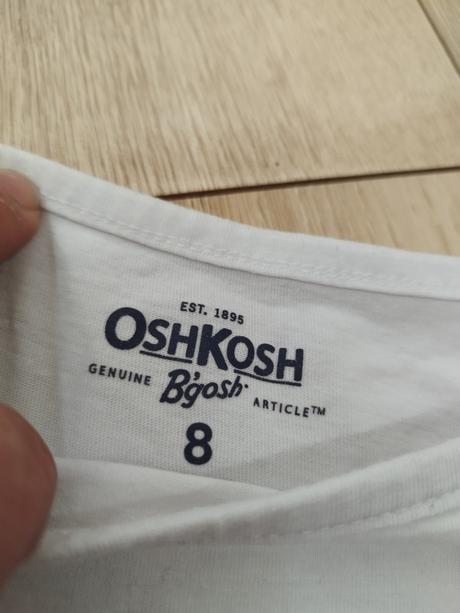 EST. 1895
OSHKOSH
GENUINE B'gosh ARTICLE™
8